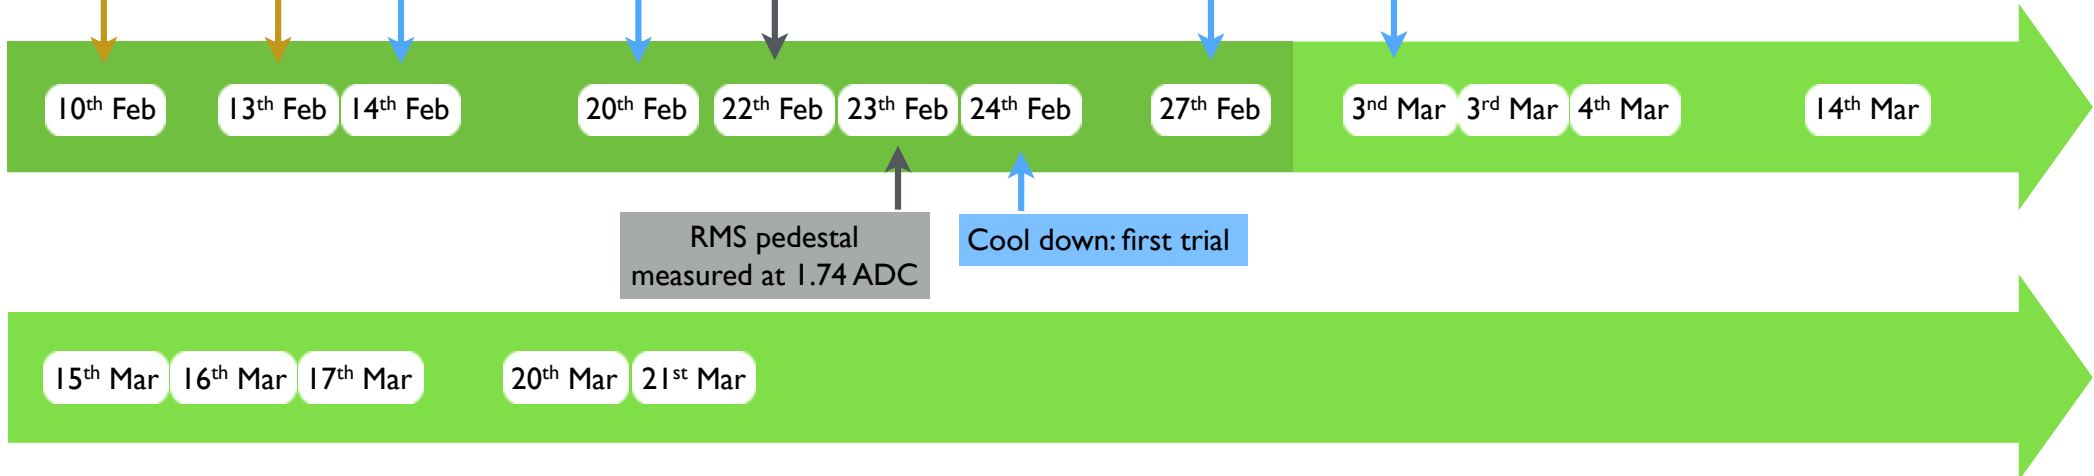 10th Feb 13th Feb 14th Feb 20th Feb 22th Feb 23th Feb 24th Feb 27th Feb 3nd Mar 3rd Mar 4th Mar 14th Mar
RMS pedestal
measured at 1.74 ADC
Cool down: first trial
15th Mar 16th Mar 17th Mar 20th Mar 21st Mar